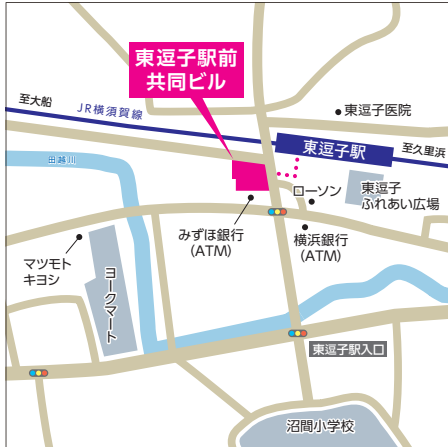 東逗子駅前
共同ビル
至大船
JR横須賀線
東逗子医院
東逗子駅
至久里浜
田越川
ローソン
東逗子
ふれあい広場
みずほ銀行
(ATM)
横浜銀行
(ATM)
マツモト
キヨシ
ヨークマート
東逗子駅入口
沼間小学校